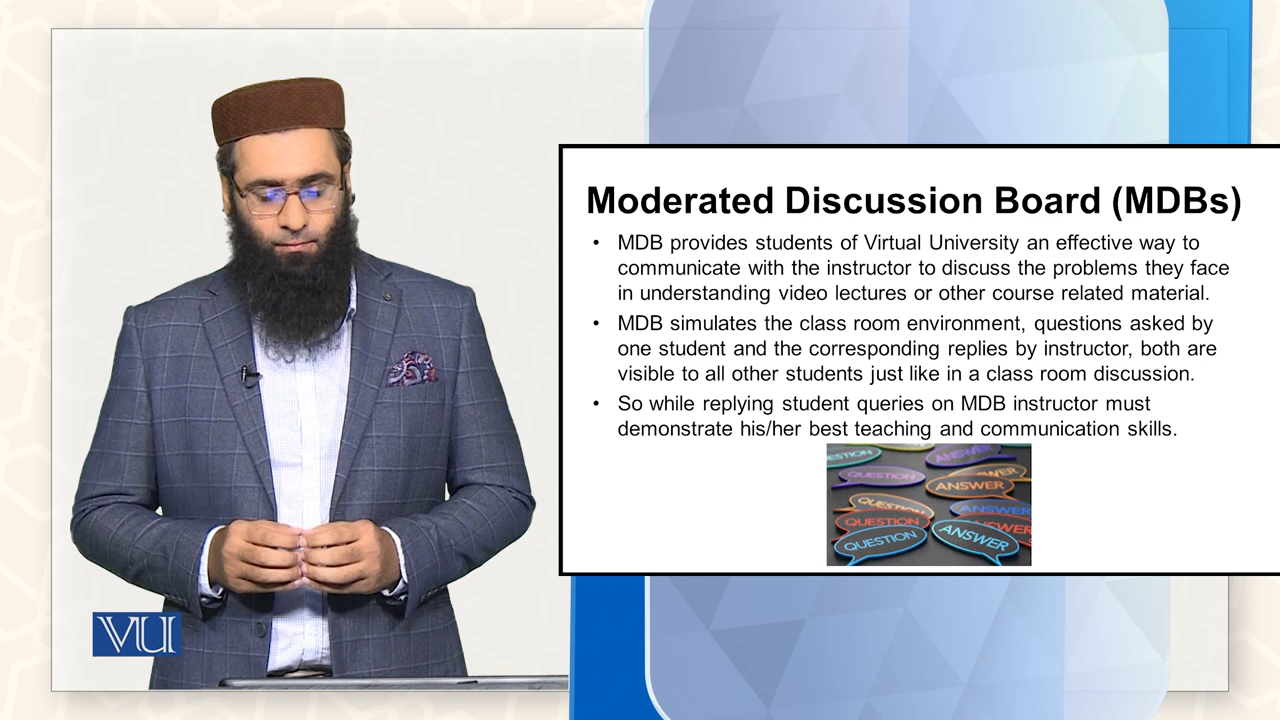 Moderated Discussion Board (MDBs)
• MDB provides students of Virtual University an effective way to
communicate with the instructor to discuss the problems they face
in understanding video lectures or other course related material.
• MDB simulates the class room environment, questions asked by
one student and the corresponding replies by instructor, both are
visible to all other students just like in a class room discussion.
• So while replying student queries on MDB instructor must
demonstrate his/her best teaching and communication skills.
ESTION
ANSWER
QUESTION
ANSWER
ANSWER
QUESTION
ANSWER
QUESTION
ANSWER
QUESTION
ANSWER
VU